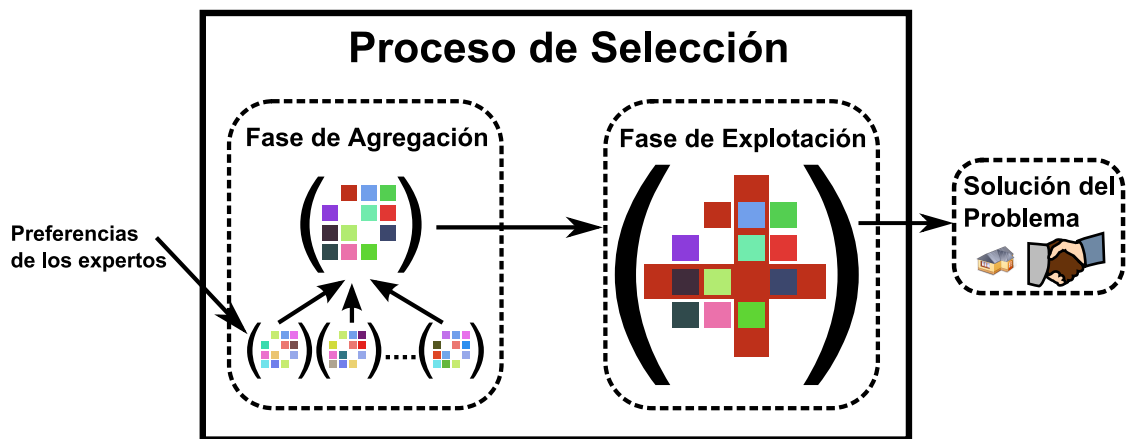 Proceso de Selección
Fase de Agregación
Fase de Explotación
Solución del
Problema
Preferencias
de los expertos